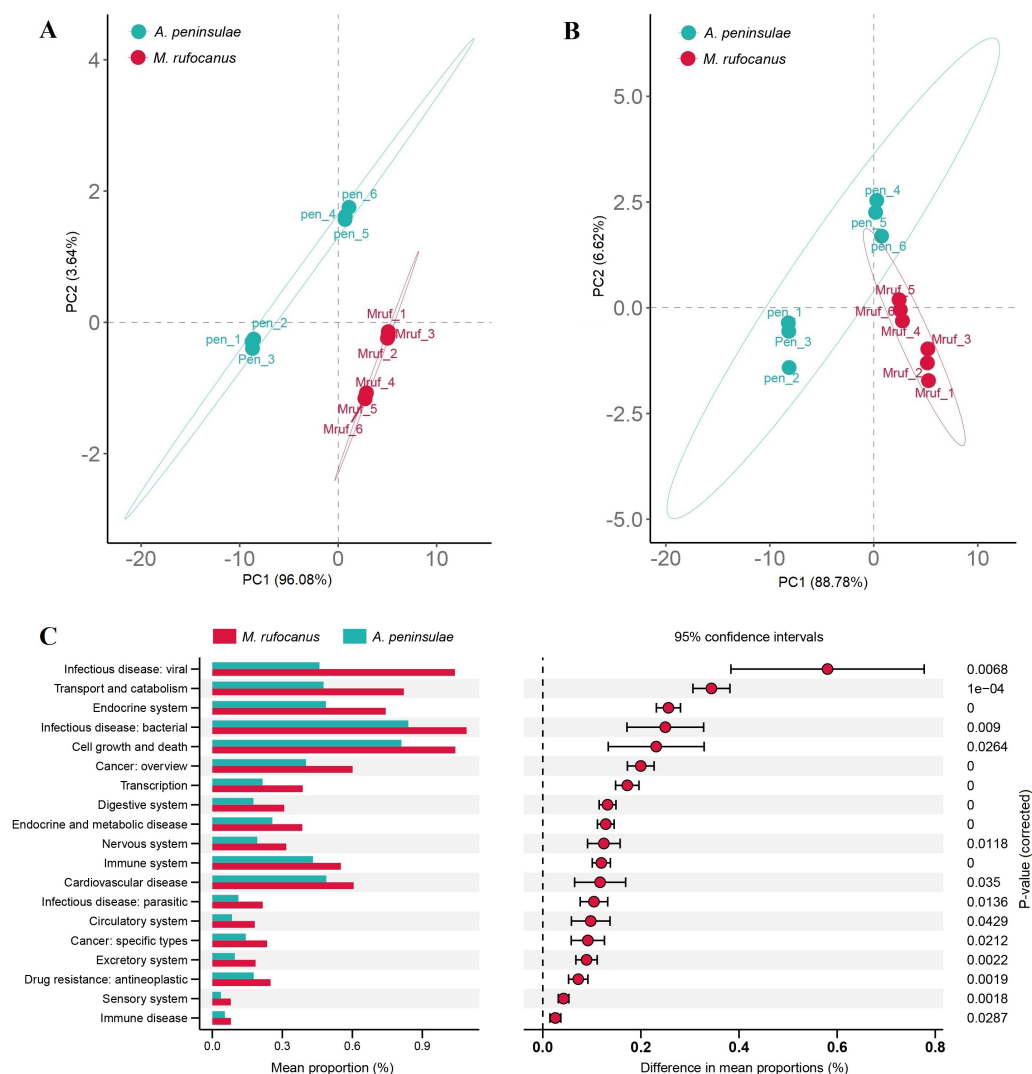 A
A. peninsulae
M. rufocanus
PC2 (3.64%)
4
2
0
-2
pen_6
pen_4
pen_5
pen_2
pen_1
Pen_3
Mruf_1
Mruf_3
Mruf_2
Mruf_4
Mruf_5
Mruf_6
-20 -10 0 10
PC1 (96.08%)
B
A. peninsulae
M. rufocanus
PC2 (6.62%)
5.0
2.5
0.0
-2.5
-5.0
pen_4
pen_5
pen_6
pen_1
Pen_3
pen_2
Mruf_5
Mruf_6
Mruf_4
Mruf_3
Mruf_2
Mruf_1
-20 -10 0 10
PC1 (88.78%)
C
M. rufocanus A. peninsulae
95% confidence intervals
Infectious disease: viral 0.0068
Transport and catabolism 1e−04
Endocrine system 0
Infectious disease: bacterial 0.009
Cell growth and death 0.0264
Cancer: overview 0
Transcription 0
Digestive system 0
Endocrine and metabolic disease 0
Nervous system 0.0118
Immune system 0
Cardiovascular disease 0.035
Infectious disease: parasitic 0.0136
Circulatory system 0.0429
Cancer: specific types 0.0212
Excretory system 0.0022
Drug resistance: antineoplastic 0.0019
Sensory system 0.0018
Immune disease 0.0287
P-value (corrected)
0.0 0.3 0.6 0.9
Mean proportion (%)
0.0 0.2 0.4 0.6 0.8
Difference in mean proportions (%)